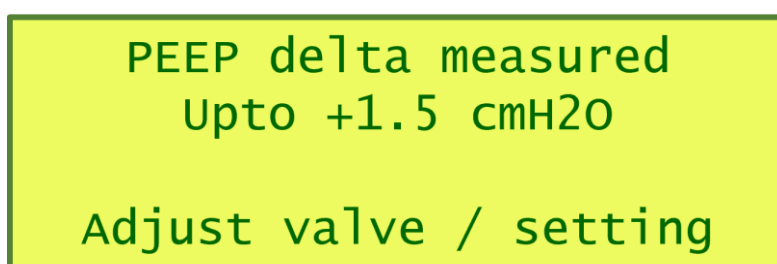 PEEP delta measured
Upto +1.5 cmH2O
Adjust valve / setting